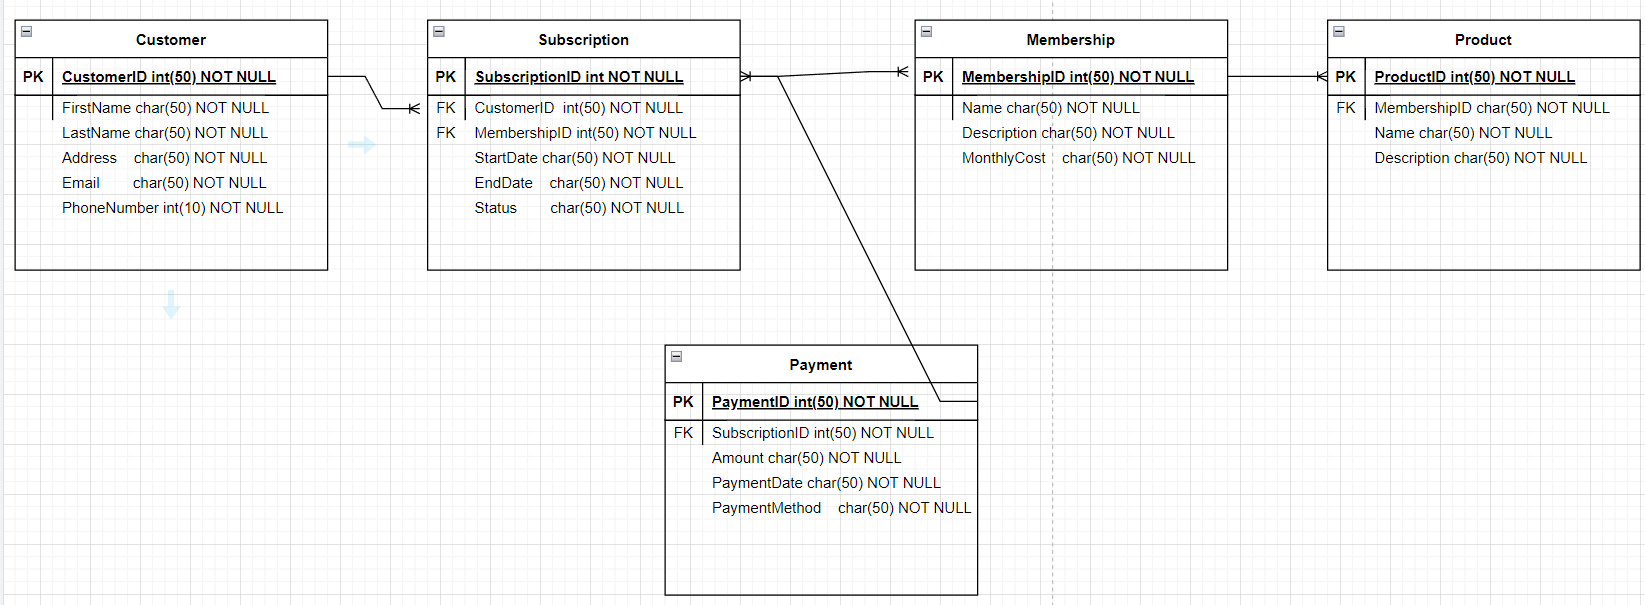 Customer
PK CustomerID int(50) NOT NULL
FirstName char(50) NOT NULL
LastName char(50) NOT NULL
Address char(50) NOT NULL
Email char(50) NOT NULL
PhoneNumber int(10) NOT NULL
Subscription
PK SubscriptionID int NOT NULL
FK CustomerID int(50) NOT NULL
FK MembershipID int(50) NOT NULL
StartDate char(50) NOT NULL
EndDate char(50) NOT NULL
Status char(50) NOT NULL
Membership
PK MembershipID int(50) NOT NULL
Name char(50) NOT NULL
Description char(50) NOT NULL
MonthlyCost char(50) NOT NULL
Product
PK ProductID int(50) NOT NULL
FK MembershipID char(50) NOT NULL
Name char(50) NOT NULL
Description char(50) NOT NULL
Payment
PK PaymentID int(50) NOT NULL
FK SubscriptionID int(50) NOT NULL
Amount char(50) NOT NULL
PaymentDate char(50) NOT NULL
PaymentMethod char(50) NOT NULL